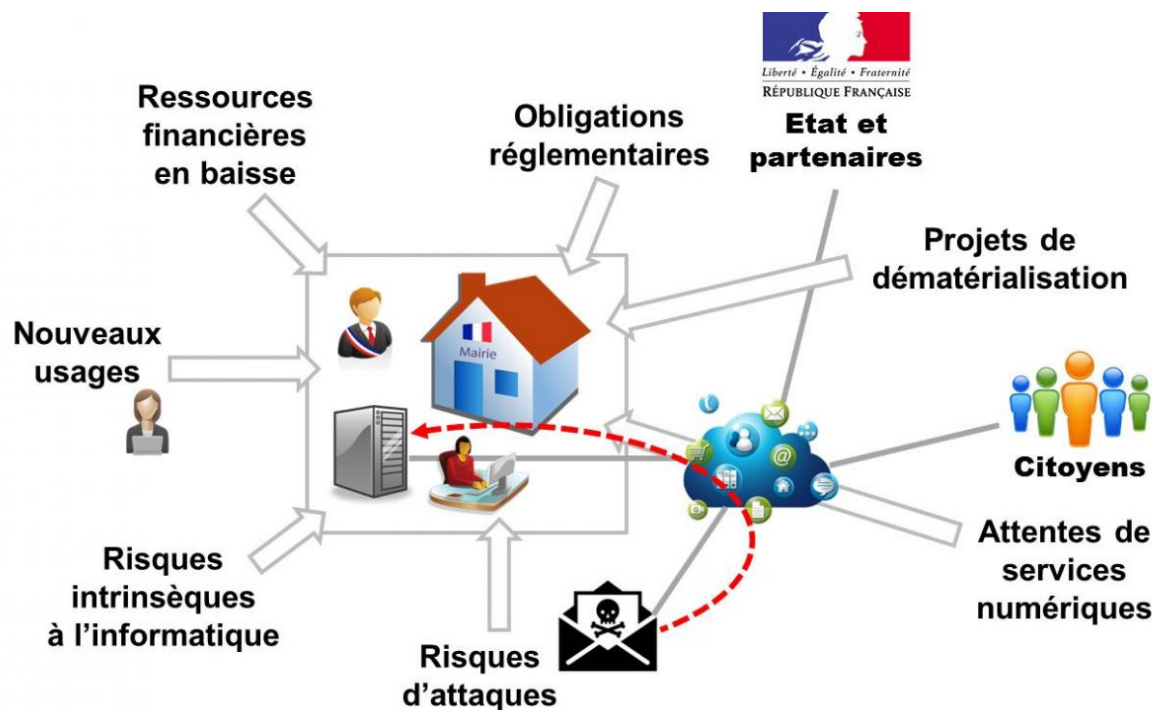 Liberté • Égalité • Fraternité
RÉPUBLIQUE FRANÇAISE
Etat et
partenaires
Ressources
financières
en baisse
Obligations
réglementaires
Projets de
dématérialisation
Nouveaux
usages
Mairie
Citoyens
Attentes de
services
numériques
Risques
intrinsèques
à l’informatique
Risques
d’attaques